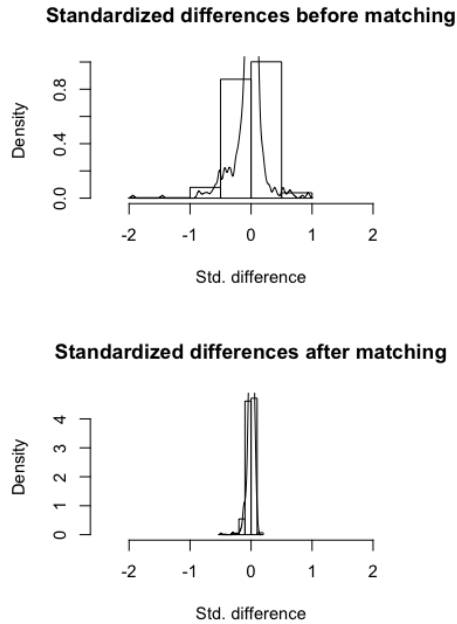 Standardized differences before matching
Density
0.8
0.4
0.0
-2 -1 0 1 2
Std. difference
Standardized differences after matching
Density
4
3
2
1
0
-2 -1 0 1 2
Std. difference